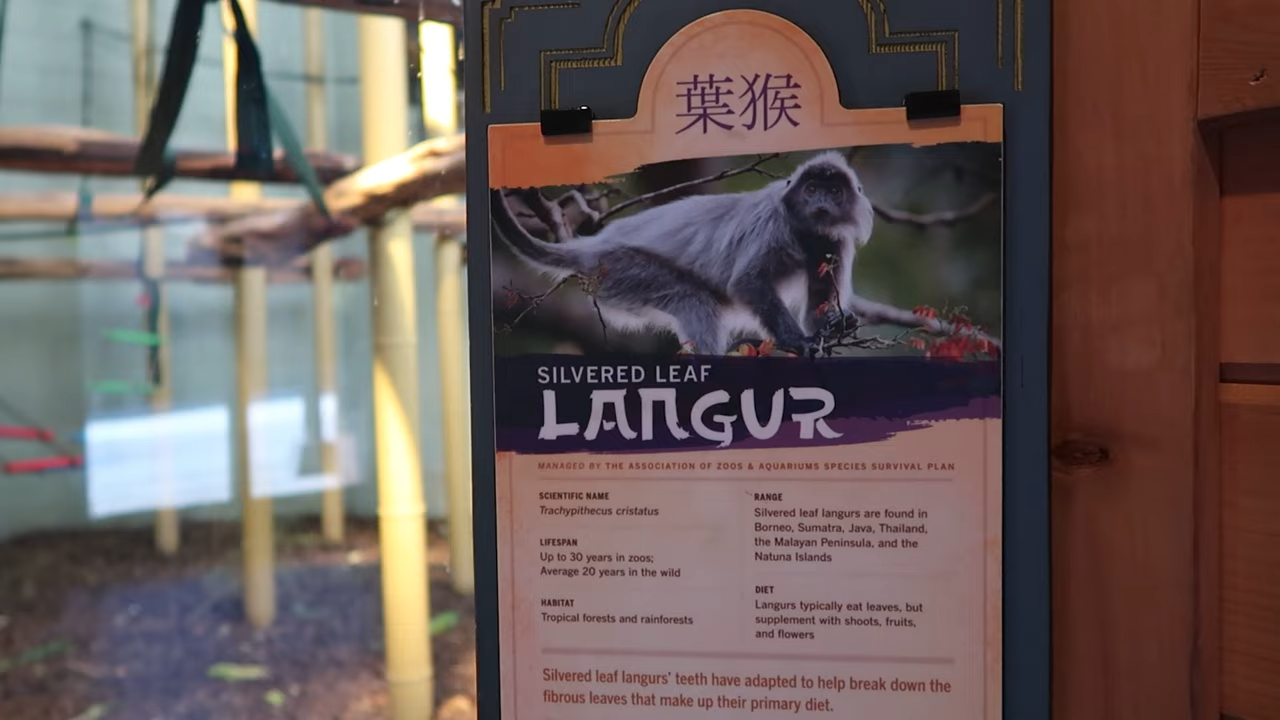 葉猴
SILVERED LEAF
LANGUR
MANAGED BY THE ASSOCIATION OF ZOOS & AQUARIUMS SPECIES SURVIVAL PLAN
SCIENTIFIC NAME
Trachypithecus cristatus
LIFESPAN
Up to 30 years in zoos;
Average 20 years in the wild
HABITAT
Tropical forests and rainforests
RANGE
Silvered leaf langurs are found in
Borneo, Sumatra, Java, Thailand,
the Malayan Peninsula, and the
Natuna Islands
DIET
Langurs typically eat leaves, but
supplement with shoots, fruits,
and flowers
Silvered leaf langurs' teeth have adapted to help break down the
fibrous leaves that make up their primary diet.